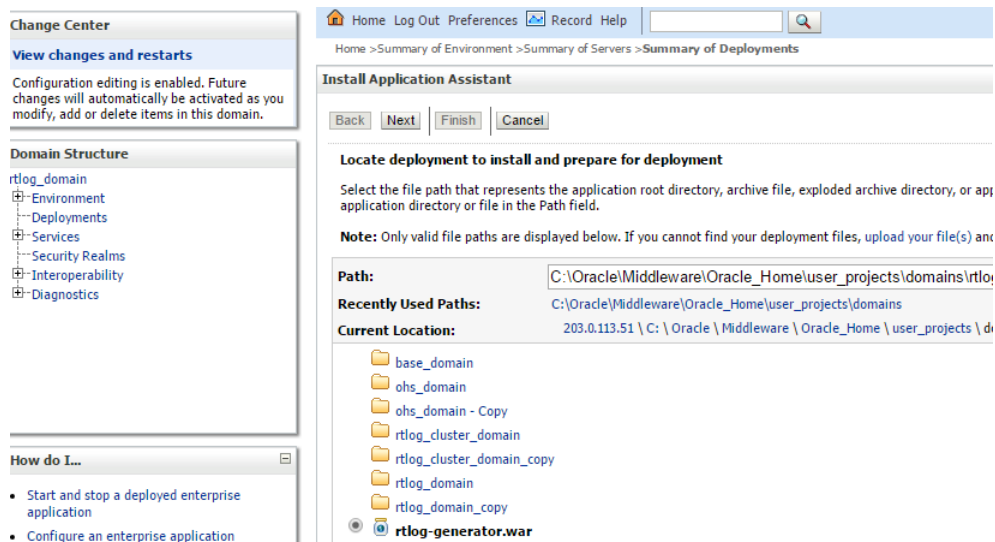 Change Center
View changes and restarts
Configuration editing is enabled. Future
changes will automatically be activated as you
modify, add or delete items in this domain.
Domain Structure
rtlog_domain
Environment
Deployments
Services
Security Realms
Interoperability
Diagnostics
How do I...
Start and stop a deployed enterprise
application
Configure an enterprise application
Home Log Out Preferences Record Help
Home >Summary of Environment >Summary of Servers >Summary of Deployments
Install Application Assistant
Back Next Finish Cancel
Locate deployment to install and prepare for deployment
Select the file path that represents the application root directory, archive file, exploded archive directory, or
application directory or file in the Path field.
Note: Only valid file paths are displayed below. If you cannot find your deployment files, upload your file(s)
Path: C:\Oracle\Middleware\Oracle_Home\user_projects\domains\rtlog
Recently Used Paths: C:\Oracle\Middleware\Oracle_Home\user_projects\domains
Current Location: 203.0.113.51 \ C: \ Oracle \ Middleware \ Oracle_Home \ user_projects \
base_domain
ohs_domain
ohs_domain - Copy
rtlog_cluster_domain
rtlog_cluster_domain_copy
rtlog_domain
rtlog_domain_copy
rtlog-generator.war